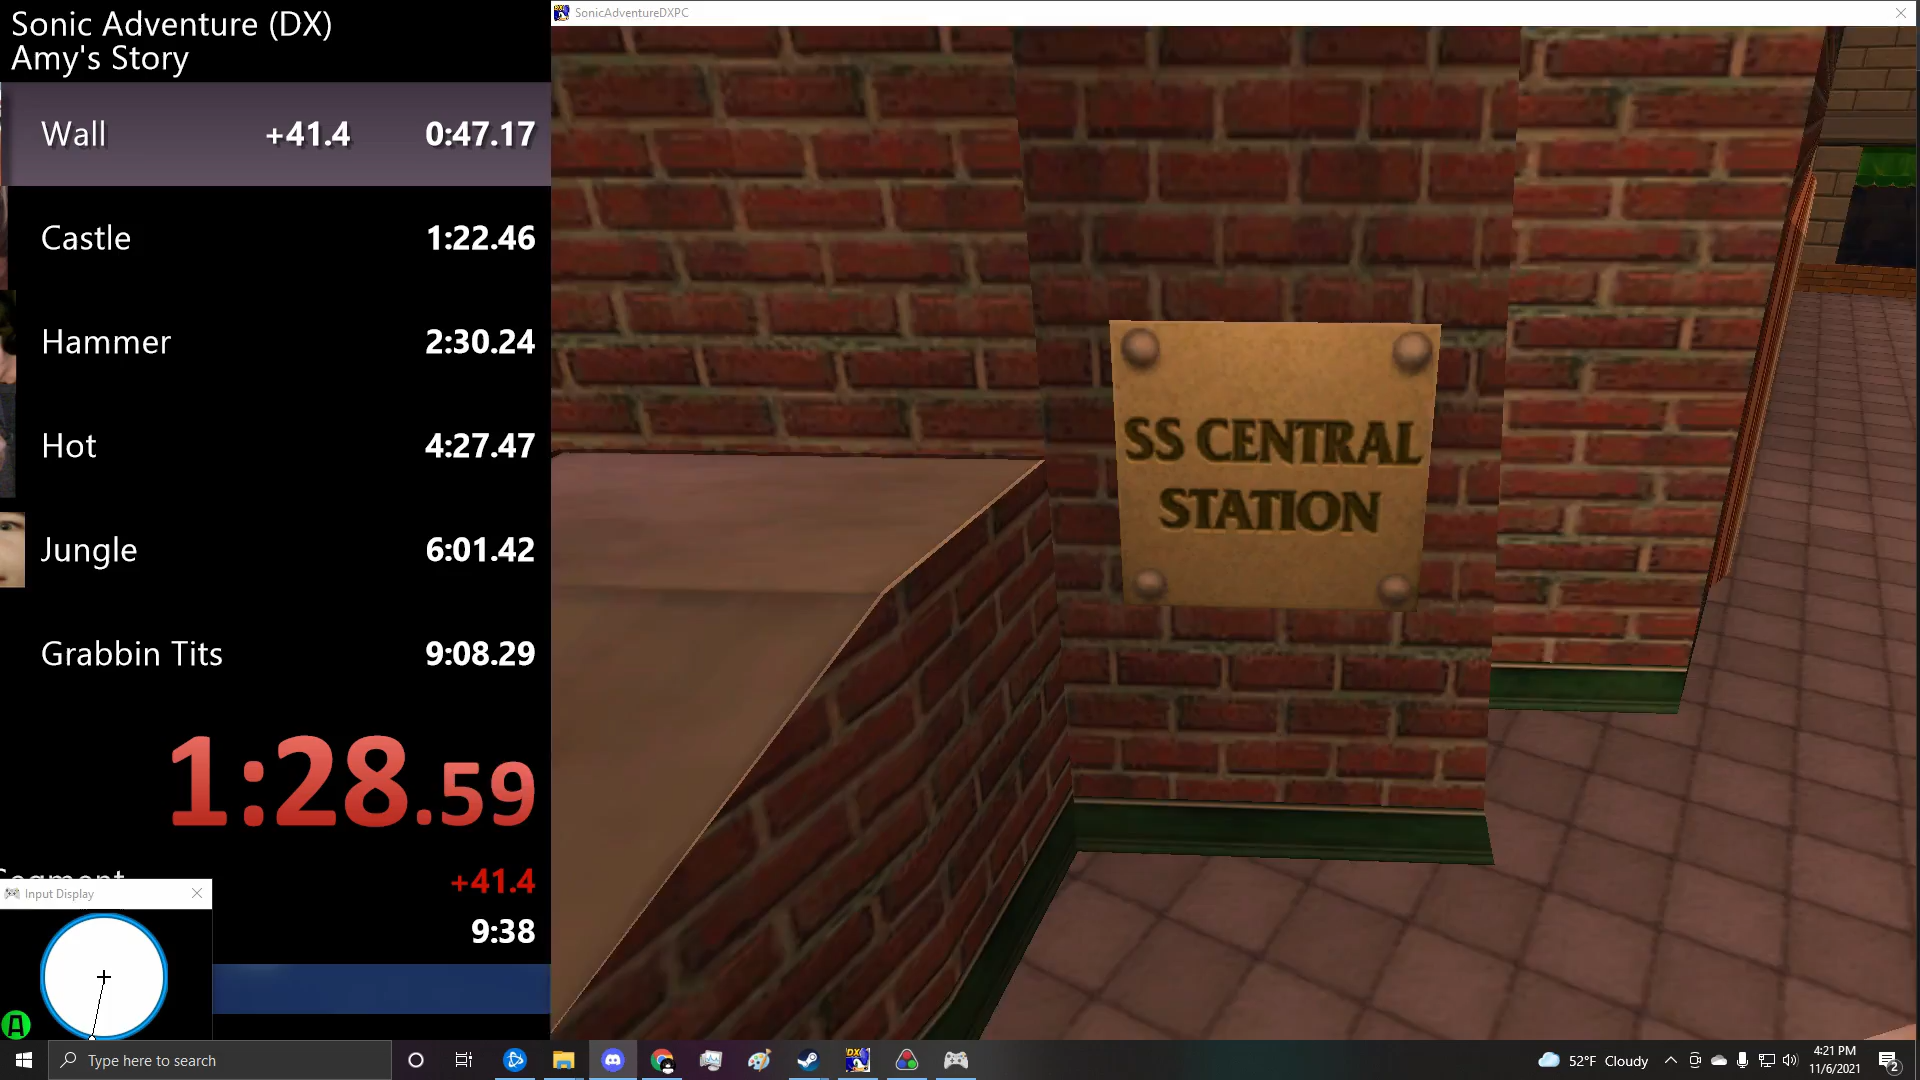 Sonic Adventure (DX)
Amy's Story
Wall +41.4 0:47.17
Castle 1:22.46
Hammer 2:30.24
Hot 4:27.47
Jungle 6:01.42
Grabbin Tits 9:08.29
1:28.59
Segment +41.4
9:38
Input Display
A
SonicAdventureDXPC
SS CENTRAL
STATION
Type here to search
DX
52°F Cloudy
4:21 PM
11/6/2021
2